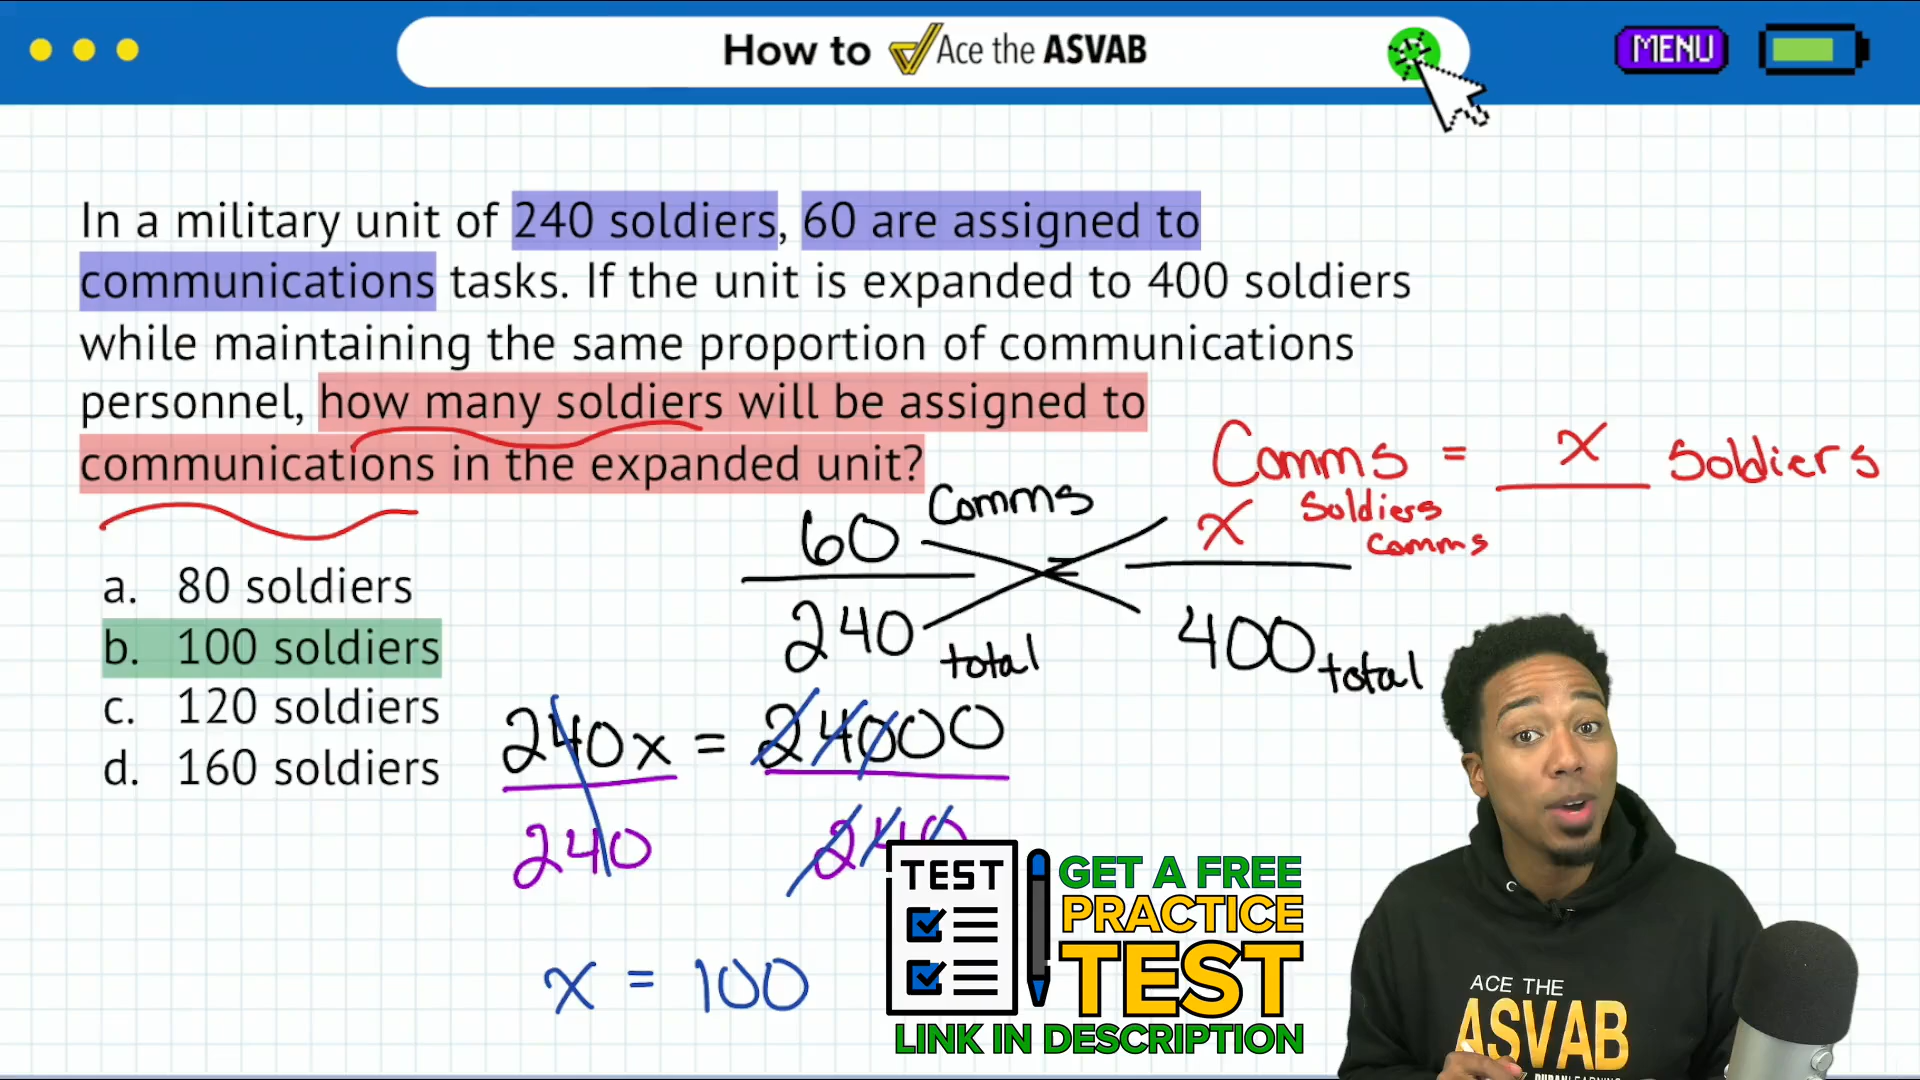 How to Ace the ASVAB
MENU
In a military unit of 240 soldiers, 60 are assigned to
communications tasks. If the unit is expanded to 400 soldiers
while maintaining the same proportion of communications
personnel, how many soldiers will be assigned to
communications in the expanded unit?
Comms = x soldiers
60 Comms = x Soldiers Comms
240 total 400 total
a. 80 soldiers
b. 100 soldiers
c. 120 soldiers
d. 160 soldiers
240x = 24000
240 240
x = 100
TEST
GET A FREE
PRACTICE
TEST
LINK IN DESCRIPTION
ACE THE
ASVAB